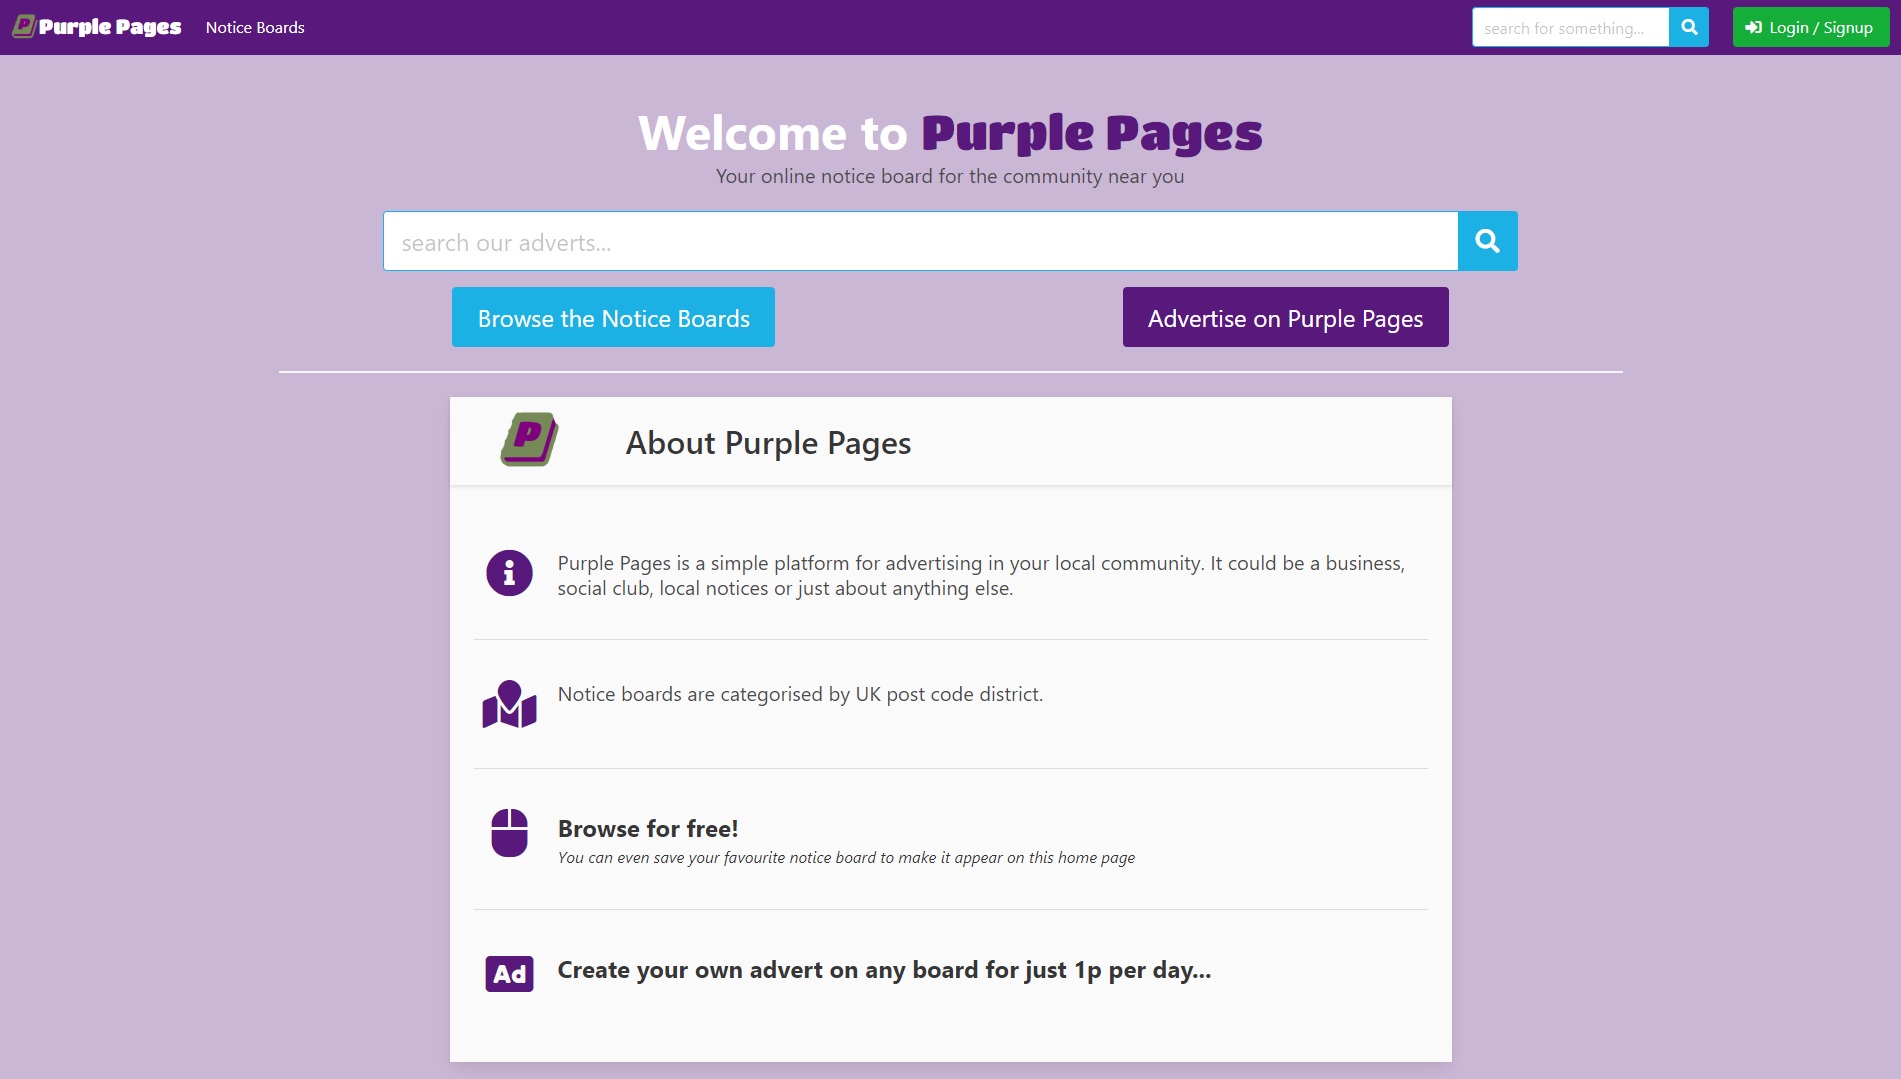 Purple Pages
Notice Boards
search for something...
Login / Signup
Welcome to Purple Pages
Your online notice board for the community near you
search our adverts...
Browse the Notice Boards
Advertise on Purple Pages
P
About Purple Pages
Purple Pages is a simple platform for advertising in your local community. It could be a business,
social club, local notices or just about anything else.
Notice boards are categorised by UK post code district.
Browse for free!
You can even save your favourite notice board to make it appear on this home page
Ad
Create your own advert on any board for just 1p per day...